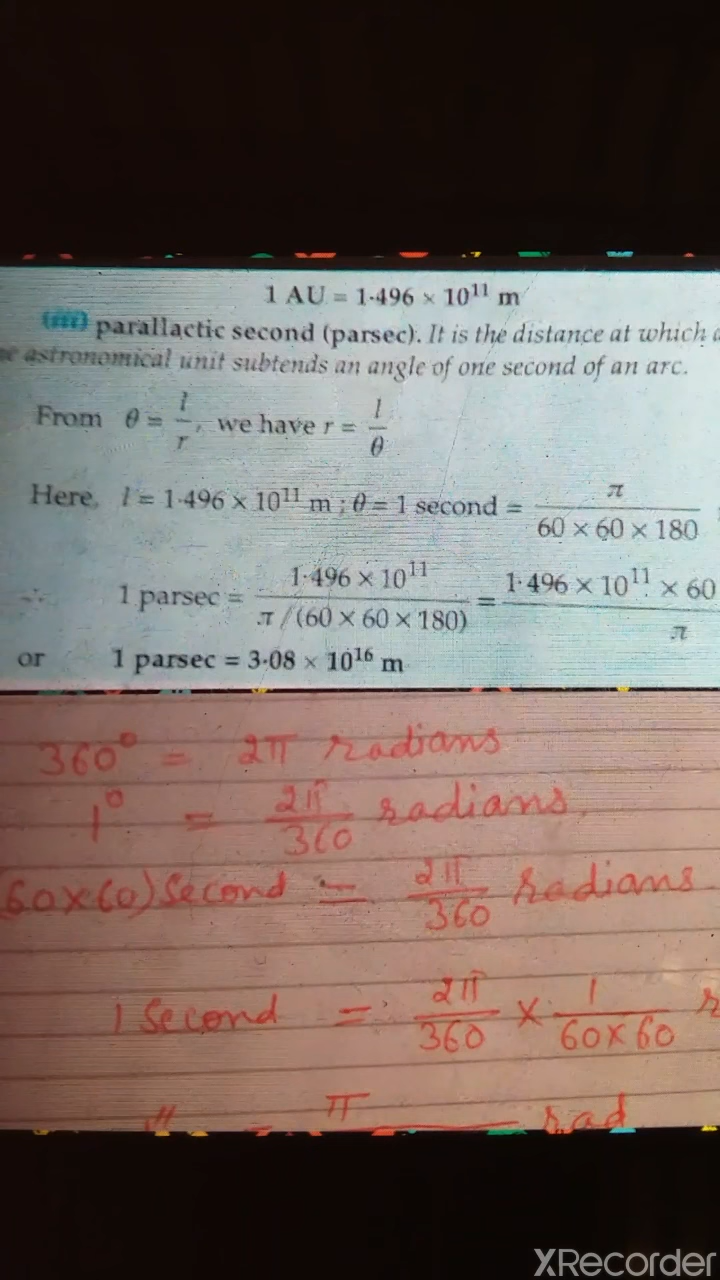 1 AU = 1·496 × 10¹¹ m
(iii) parallactic second (parsec). It is the distance at which
astronomical unit subtends an angle of one second of an arc.
From θ = l/r, we have r = l/θ
Here, l = 1·496 × 10¹¹ m ; θ = 1 second = π/(60 × 60 × 180)
∴ 1 parsec = 1·496 × 10¹¹/(π/(60 × 60 × 180)) = 1·496 × 10¹¹ × 60/π
or 1 parsec = 3·08 × 10¹⁶ m
360° = 2π radians
1° = 2π/360 radians
(60×60) second = 2π/360 radians
1 second = 2π/360 × 1/(60×60)
" = π rad
XRecorder